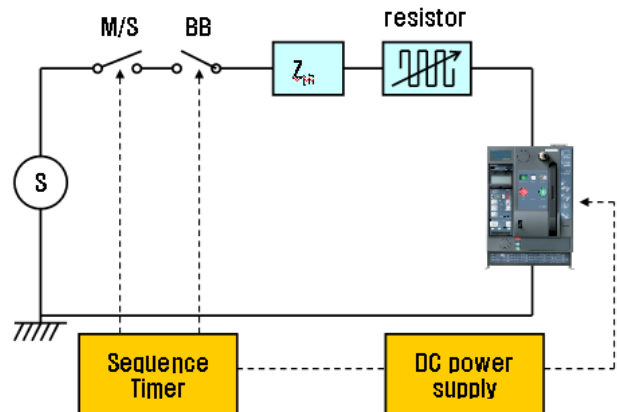 resistor
M/S
BB
S
Sequence
Timer
DC power
supply